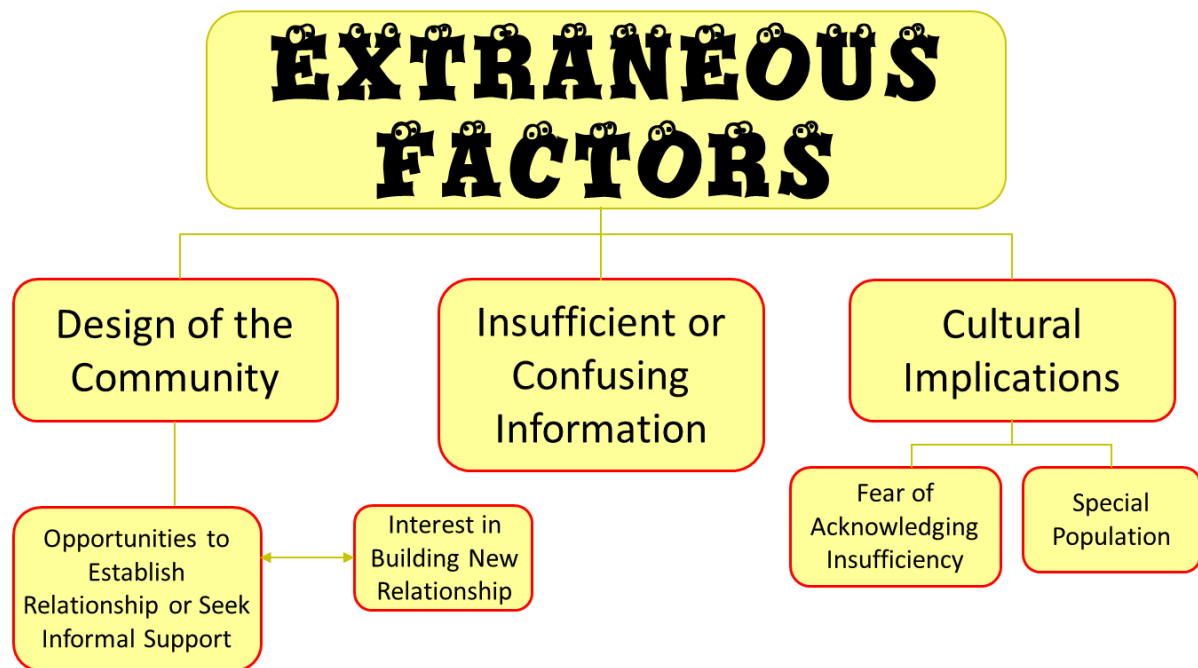 EXTRANEOUS
FACTORS
Design of the
Community
Insufficient or
Confusing
Information
Cultural
Implications
Opportunities to
Establish
Relationship or Seek
Informal Support
Interest in
Building New
Relationship
Fear of
Acknowledging
Insufficiency
Special
Population